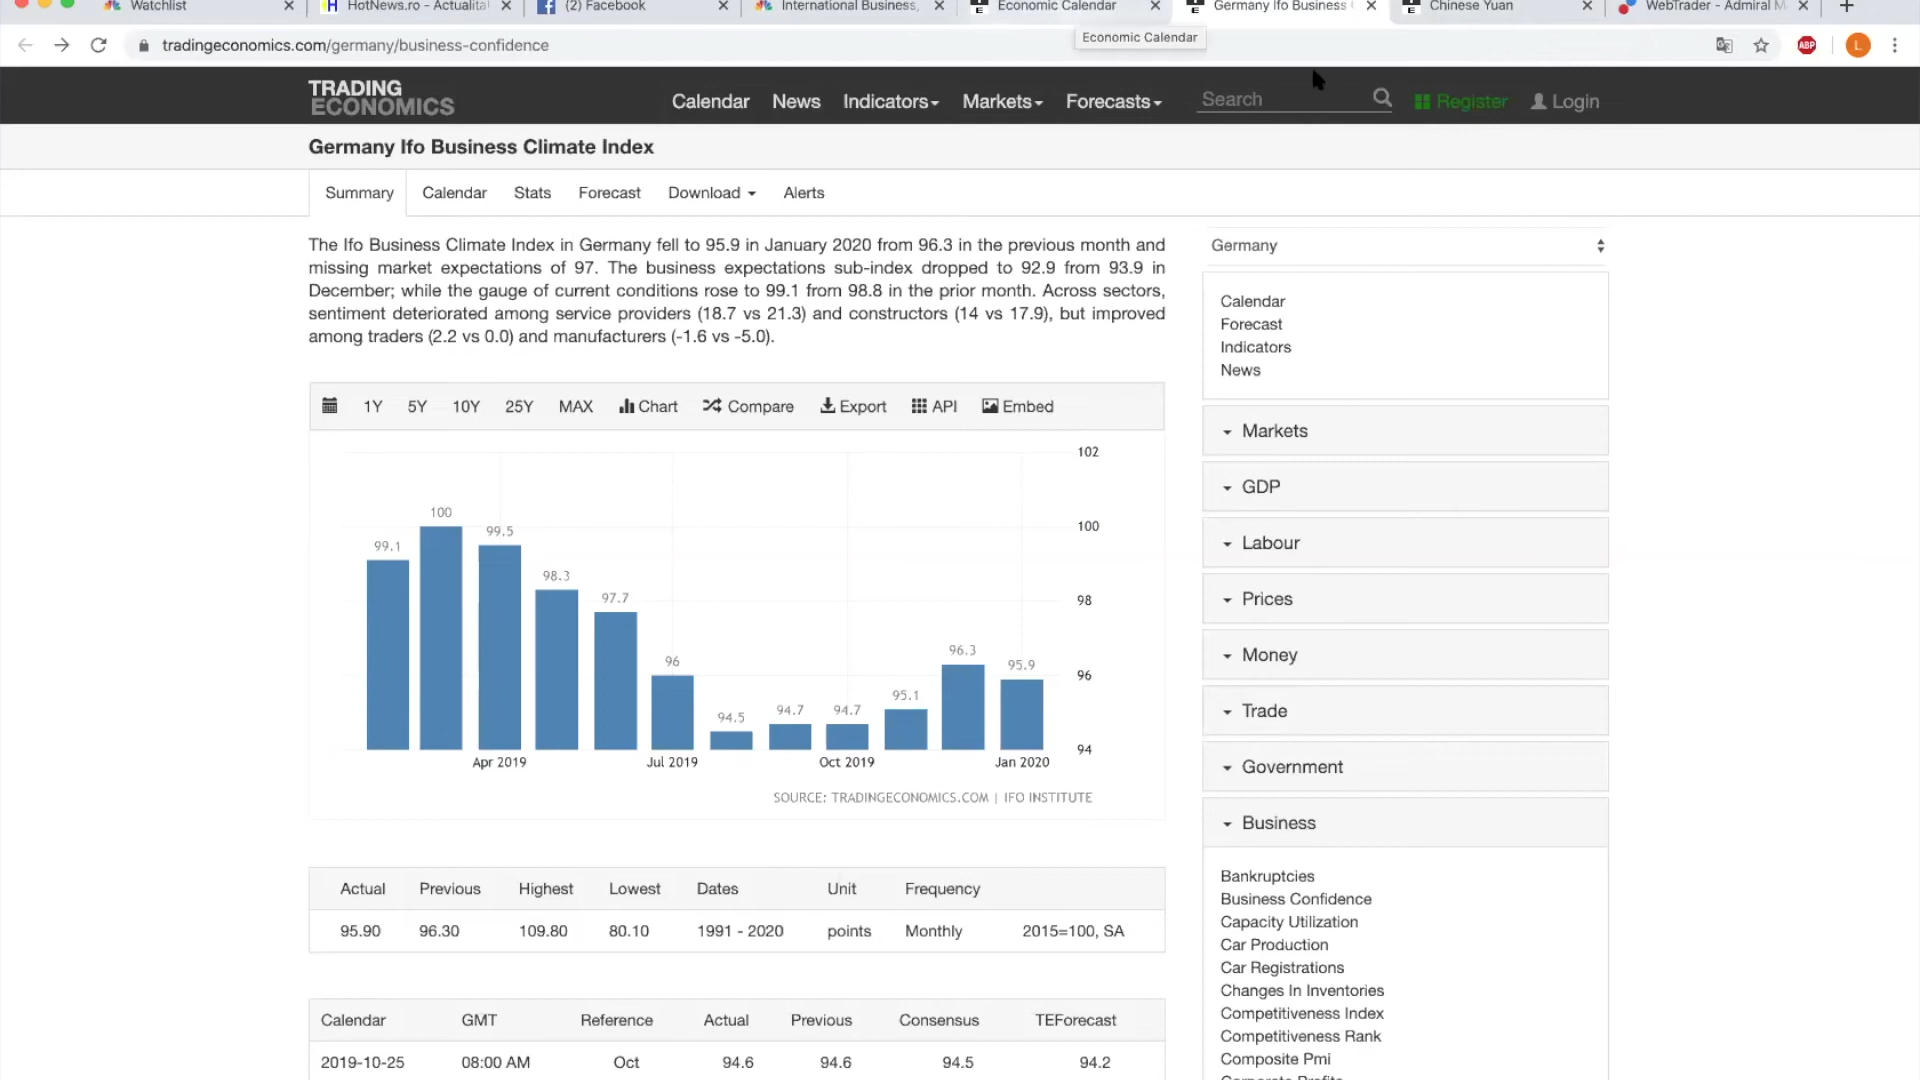 Watchlist
HotNews.ro - Actualita
(2) Facebook
International Business,
Economic Calendar
Germany Ifo Business
Chinese Yuan
WebTrader - Admiral M
tradingeconomics.com/germany/business-confidence
Economic Calendar
ABP
L
TRADING
ECONOMICS
Calendar News Indicators Markets Forecasts Search Register Login
Germany Ifo Business Climate Index
Summary Calendar Stats Forecast Download Alerts
The Ifo Business Climate Index in Germany fell to 95.9 in January 2020 from 96.3 in the previous month and
missing market expectations of 97. The business expectations sub-index dropped to 92.9 from 93.9 in
December; while the gauge of current conditions rose to 99.1 from 98.8 in the prior month. Across sectors,
sentiment deteriorated among service providers (18.7 vs 21.3) and constructors (14 vs 17.9), but improved
among traders (2.2 vs 0.0) and manufacturers (-1.6 vs -5.0).
1Y 5Y 10Y 25Y MAX Chart Compare Export API Embed
102
100
98
96
94
99.1
100
99.5
98.3
97.7
96
94.5
94.7
94.7
95.1
96.3
95.9
Apr 2019 Jul 2019 Oct 2019 Jan 2020
SOURCE: TRADINGECONOMICS.COM | IFO INSTITUTE
Actual Previous Highest Lowest Dates Unit Frequency
95.90 96.30 109.80 80.10 1991 - 2020 points Monthly 2015=100, SA
Calendar GMT Reference Actual Previous Consensus TEForecast
2019-10-25 08:00 AM Oct 94.6 94.6 94.5 94.2
Germany
Calendar
Forecast
Indicators
News
Markets
GDP
Labour
Prices
Money
Trade
Government
Business
Bankruptcies
Business Confidence
Capacity Utilization
Car Production
Car Registrations
Changes In Inventories
Competitiveness Index
Competitiveness Rank
Composite Pmi
Corporate Profits